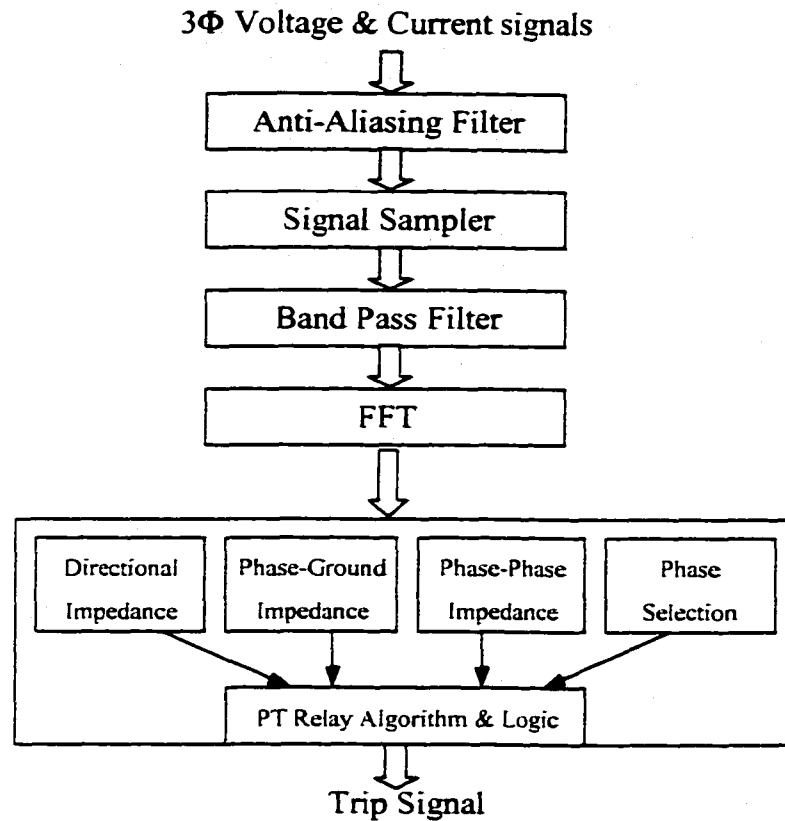 3Φ Voltage & Current signals
Anti-Aliasing Filter
Signal Sampler
Band Pass Filter
FFT
Directional
Impedance
Phase-Ground
Impedance
Phase-Phase
Impedance
Phase
Selection
PT Relay Algorithm & Logic
Trip Signal